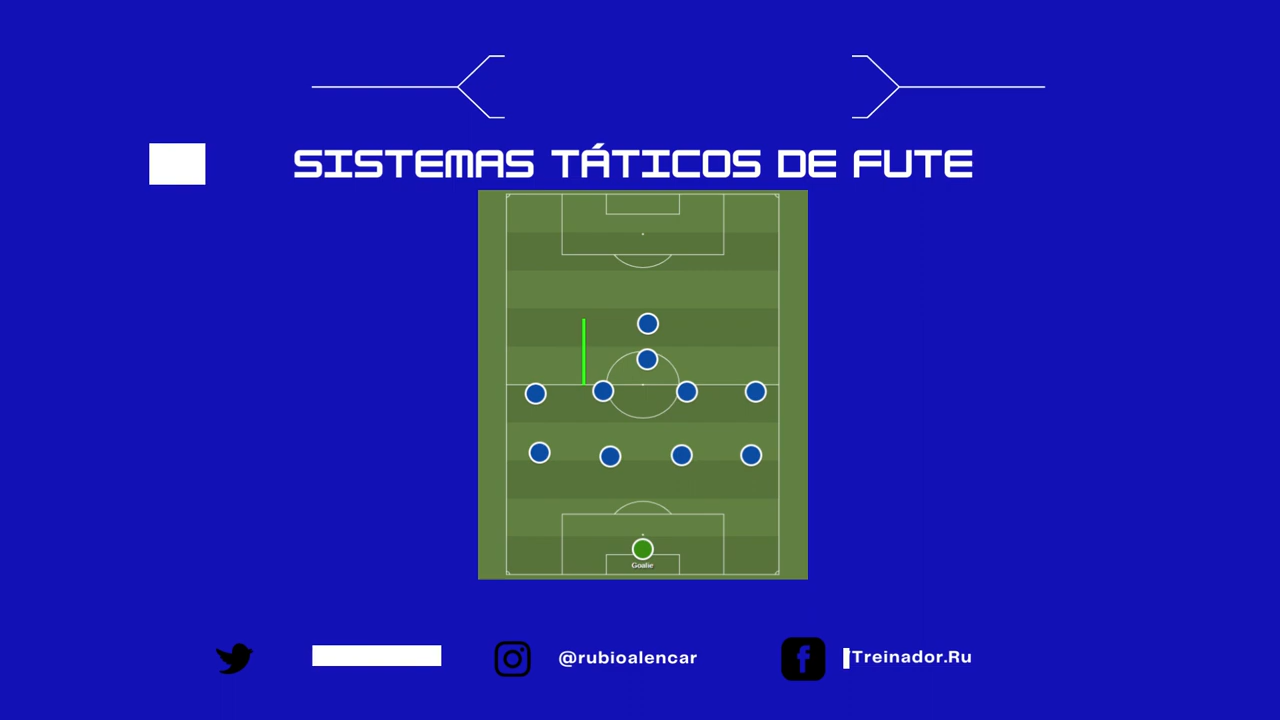 SISTEMAS TÁTICOS DE FUTE
Goalie
@rubioalencar
Treinador.Ru